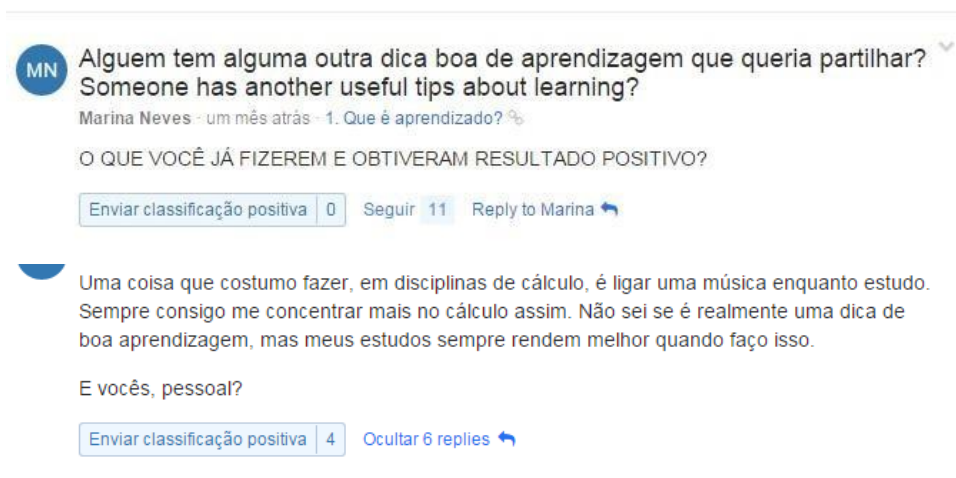 MN
Alguem tem alguma outra dica boa de aprendizagem que queria partilhar?
Someone has another useful tips about learning?
Marina Neves · um mês atrás · 1. Que é aprendizado?
O QUE VOCÊ JÁ FIZEREM E OBTIVERAM RESULTADO POSITIVO?
Enviar classificação positiva 0 Seguir 11 Reply to Marina
Uma coisa que costumo fazer, em disciplinas de cálculo, é ligar uma música enquanto estudo.
Sempre consigo me concentrar mais no cálculo assim. Não sei se é realmente uma dica de
boa aprendizagem, mas meus estudos sempre rendem melhor quando faço isso.
E vocês, pessoal?
Enviar classificação positiva 4 Ocultar 6 replies